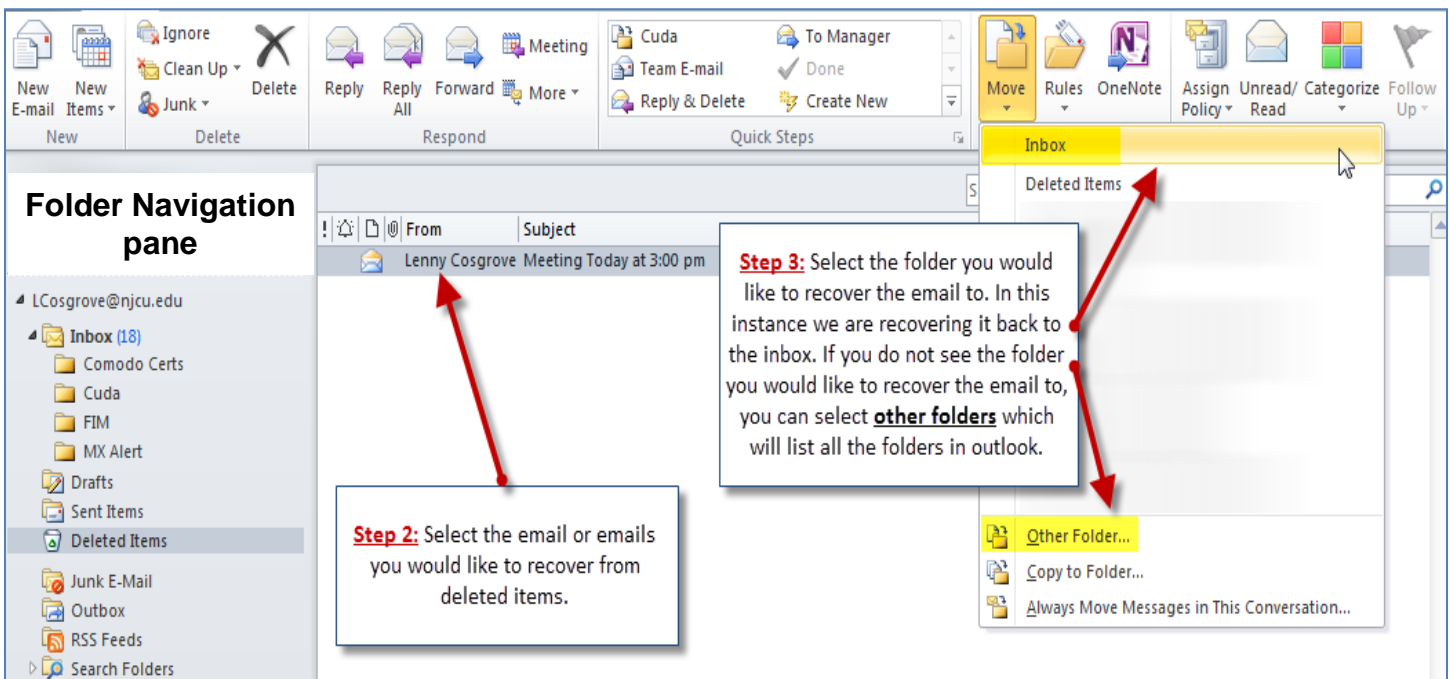 Ignore
Clean Up
Junk
New E-mail
New Items
Delete
New
Delete
Reply
Reply All
Forward
Meeting
More
Respond
Cuda
To Manager
Team E-mail
Done
Reply & Delete
Create New
Quick Steps
Move
Rules
OneNote
Assign Policy
Unread/ Read
Categorize
Follow Up
Inbox
Deleted Items
Other Folder...
Copy to Folder...
Always Move Messages in This Conversation...
Folder Navigation
pane
S
! From Subject
Lenny Cosgrove Meeting Today at 3:00 pm
LCosgrove@njcu.edu
Inbox (18)
Comodo Certs
Cuda
FIM
MX Alert
Drafts
Sent Items
Deleted Items
Junk E-Mail
Outbox
RSS Feeds
Search Folders
Step 2: Select the email or emails
you would like to recover from
deleted items.
Step 3: Select the folder you would
like to recover the email to. In this
instance we are recovering it back to
the inbox. If you do not see the folder
you would like to recover the email to,
you can select other folders which
will list all the folders in outlook.